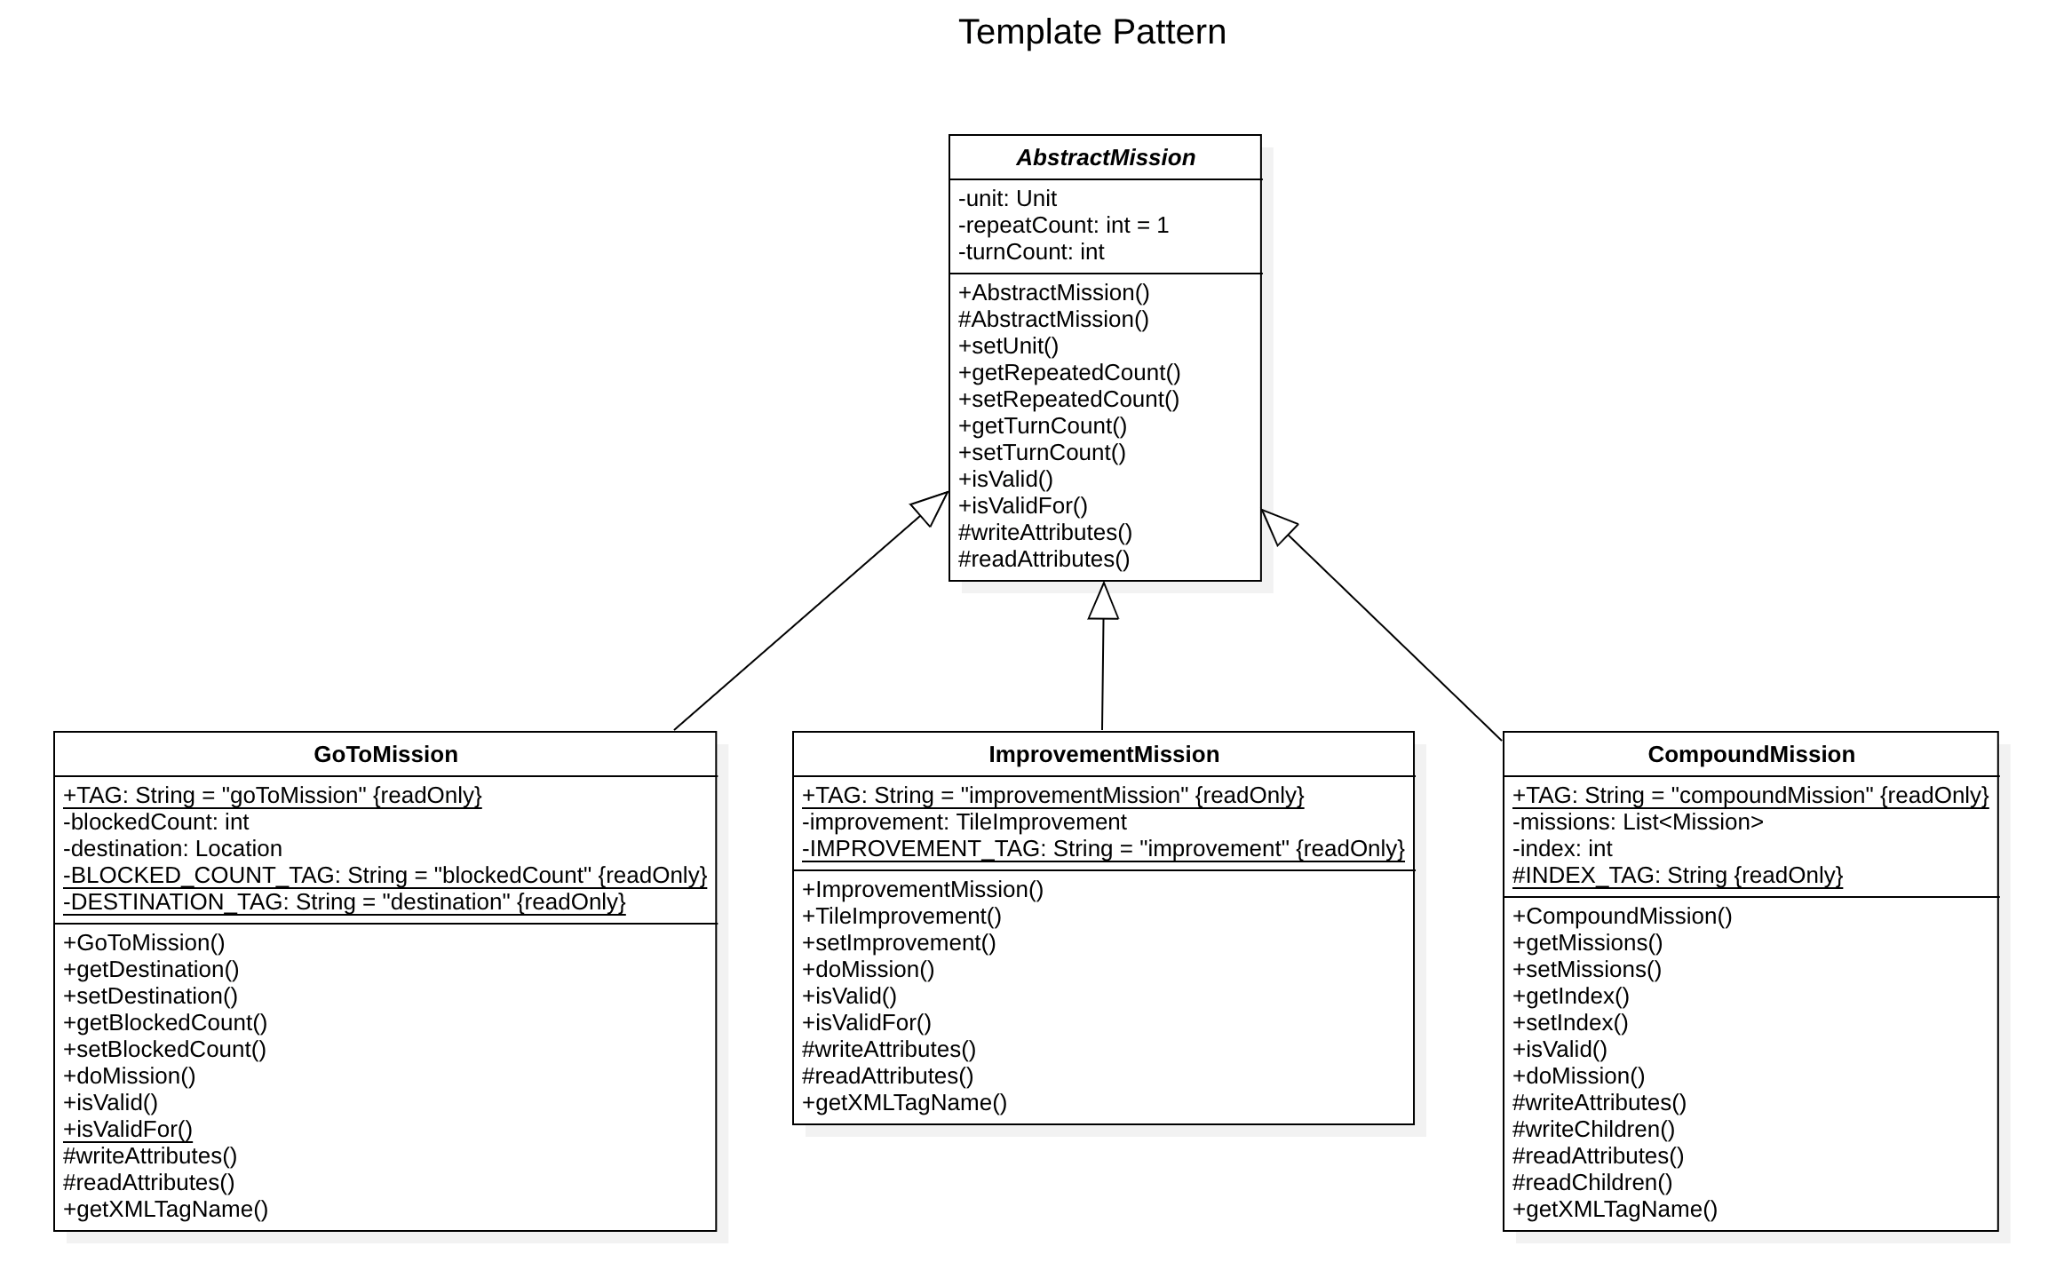 Template Pattern
AbstractMission
-unit: Unit
-repeatCount: int = 1
-turnCount: int
+AbstractMission()
#AbstractMission()
+setUnit()
+getRepeatedCount()
+setRepeatedCount()
+getTurnCount()
+setTurnCount()
+isValid()
+isValidFor()
#writeAttributes()
#readAttributes()
GoToMission
+TAG: String = "goToMission" {readOnly}
-blockedCount: int
-destination: Location
-BLOCKED_COUNT_TAG: String = "blockedCount" {readOnly}
-DESTINATION_TAG: String = "destination" {readOnly}
+GoToMission()
+getDestination()
+setDestination()
+getBlockedCount()
+setBlockedCount()
+doMission()
+isValid()
+isValidFor()
#writeAttributes()
#readAttributes()
+getXMLTagName()
ImprovementMission
+TAG: String = "improvementMission" {readOnly}
-improvement: TileImprovement
-IMPROVEMENT_TAG: String = "improvement" {readOnly}
+ImprovementMission()
+TileImprovement()
+setImprovement()
+doMission()
+isValid()
+isValidFor()
#writeAttributes()
#readAttributes()
+getXMLTagName()
CompoundMission
+TAG: String = "compoundMission" {readOnly}
-missions: List<Mission>
-index: int
#INDEX_TAG: String {readOnly}
+CompoundMission()
+getMissions()
+setMissions()
+getIndex()
+setIndex()
+isValid()
+doMission()
#writeAttributes()
#writeChildren()
#readAttributes()
#readChildren()
+getXMLTagName()